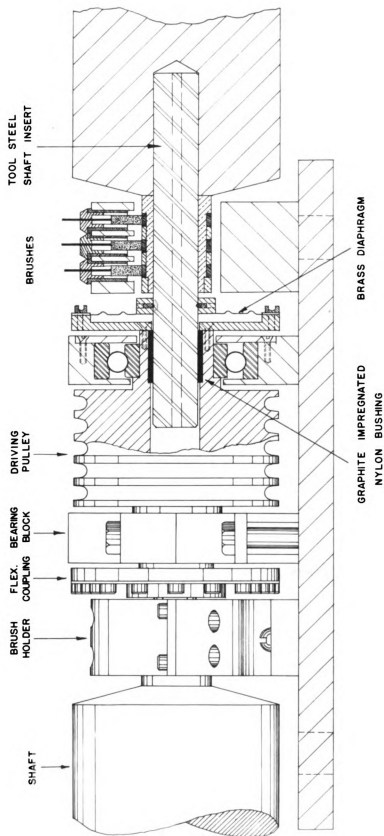 SHAFT
BRUSH
HOLDER
FLEX.
COUPLING
BEARING
BLOCK
DRIVING
PULLEY
BRUSHES
TOOL STEEL
SHAFT INSERT
GRAPHITE IMPREGNATED
NYLON BUSHING
BRASS DIAPHRAGM